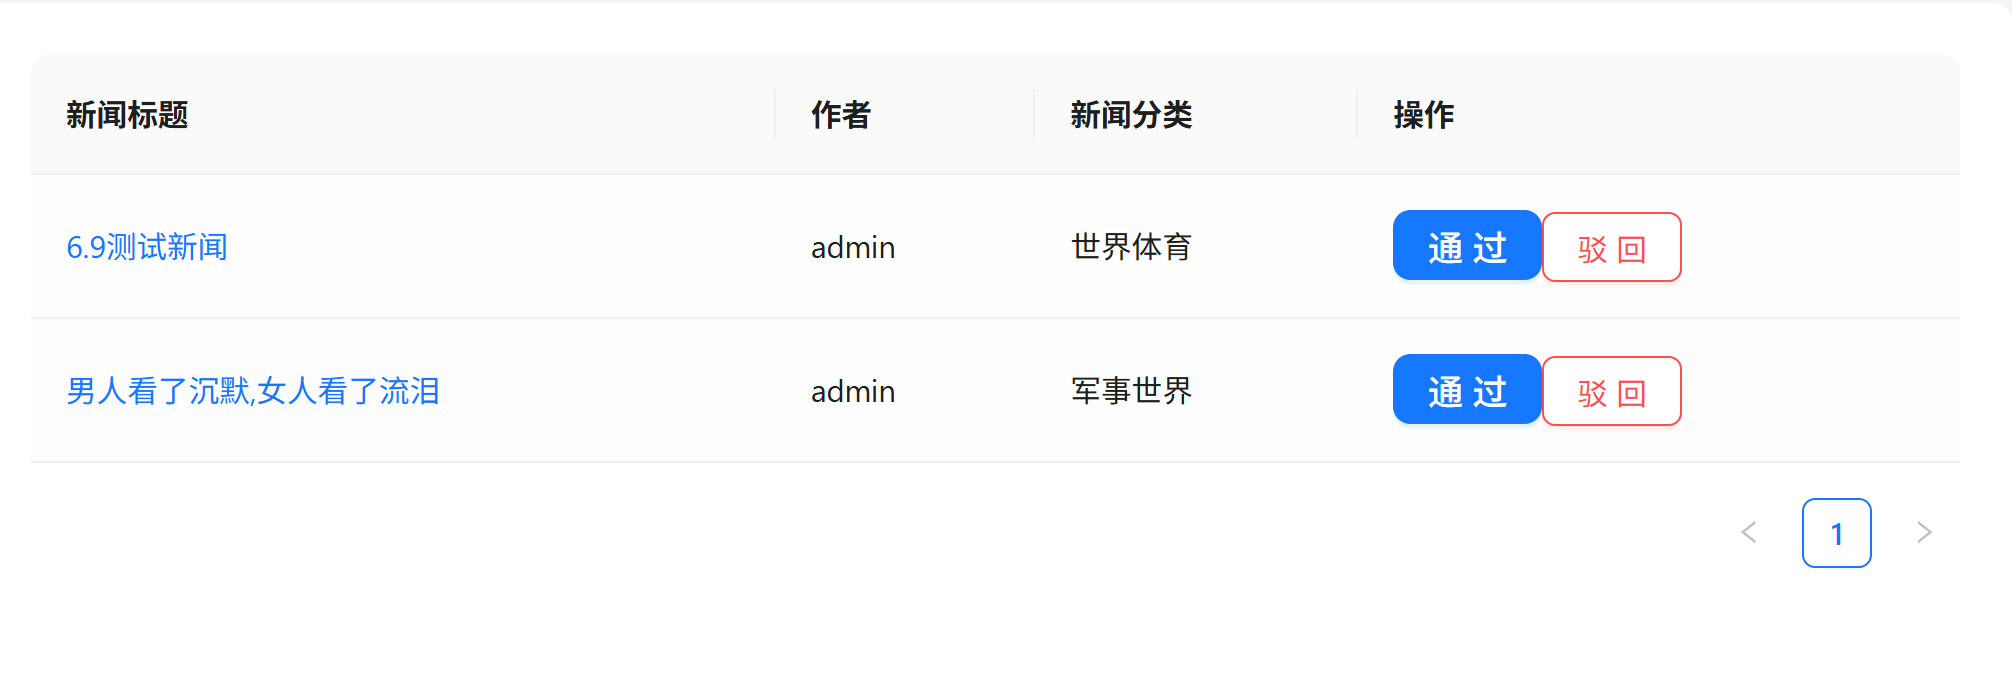 新闻标题 作者 新闻分类 操作
6.9测试新闻 admin 世界体育 通 过 驳 回
男人看了沉默,女人看了流泪 admin 军事世界 通 过 驳 回
< 1 >